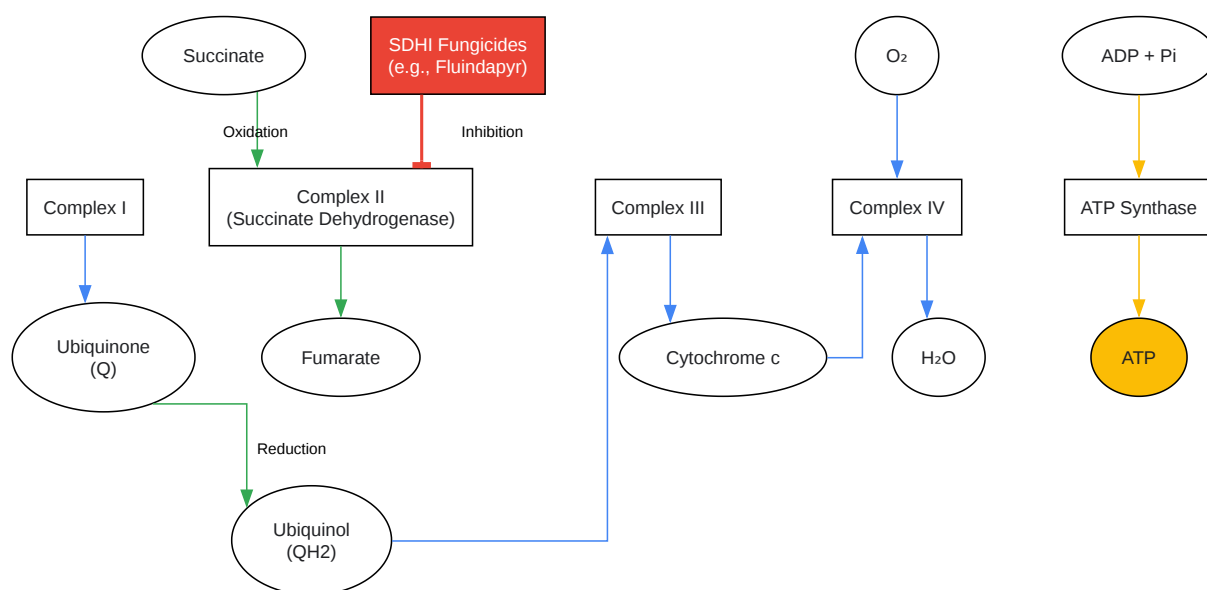 Succinate
SDHI Fungicides
(e.g., Fluindapyr)
O₂
ADP + Pi
Oxidation
Inhibition
Complex I
Complex II
(Succinate Dehydrogenase)
Complex III
Complex IV
ATP Synthase
Ubiquinone
(Q)
Fumarate
Cytochrome c
H₂O
ATP
Reduction
Ubiquinol
(QH2)